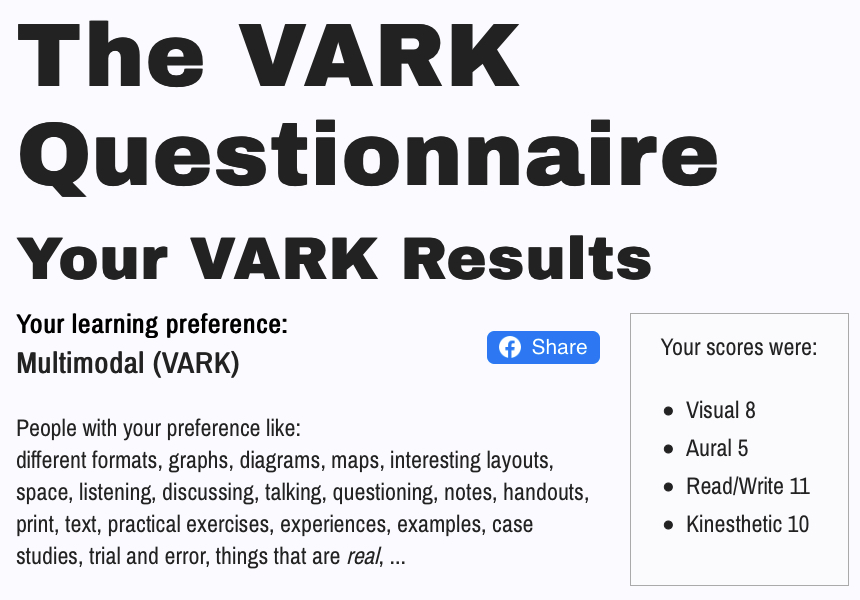 The VARK
Questionnaire
Your VARK Results
Your learning preference:
Multimodal (VARK)
Share
People with your preference like:
different formats, graphs, diagrams, maps, interesting layouts,
space, listening, discussing, talking, questioning, notes, handouts,
print, text, practical exercises, experiences, examples, case
studies, trial and error, things that are real, ...
Your scores were:
• Visual 8
• Aural 5
• Read/Write 11
• Kinesthetic 10